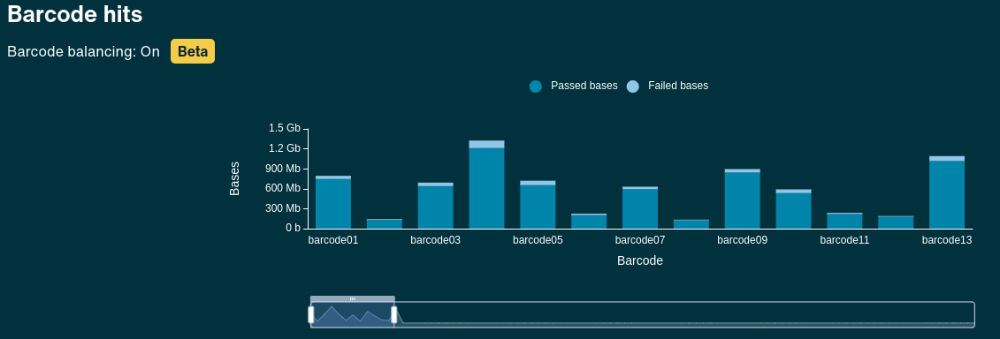 Barcode hits
Barcode balancing: On Beta
Passed bases Failed bases
1.5 Gb
1.2 Gb
900 Mb
600 Mb
300 Mb
0 b
Bases
barcode01 barcode03 barcode05 barcode07 barcode09 barcode11 barcode13
Barcode